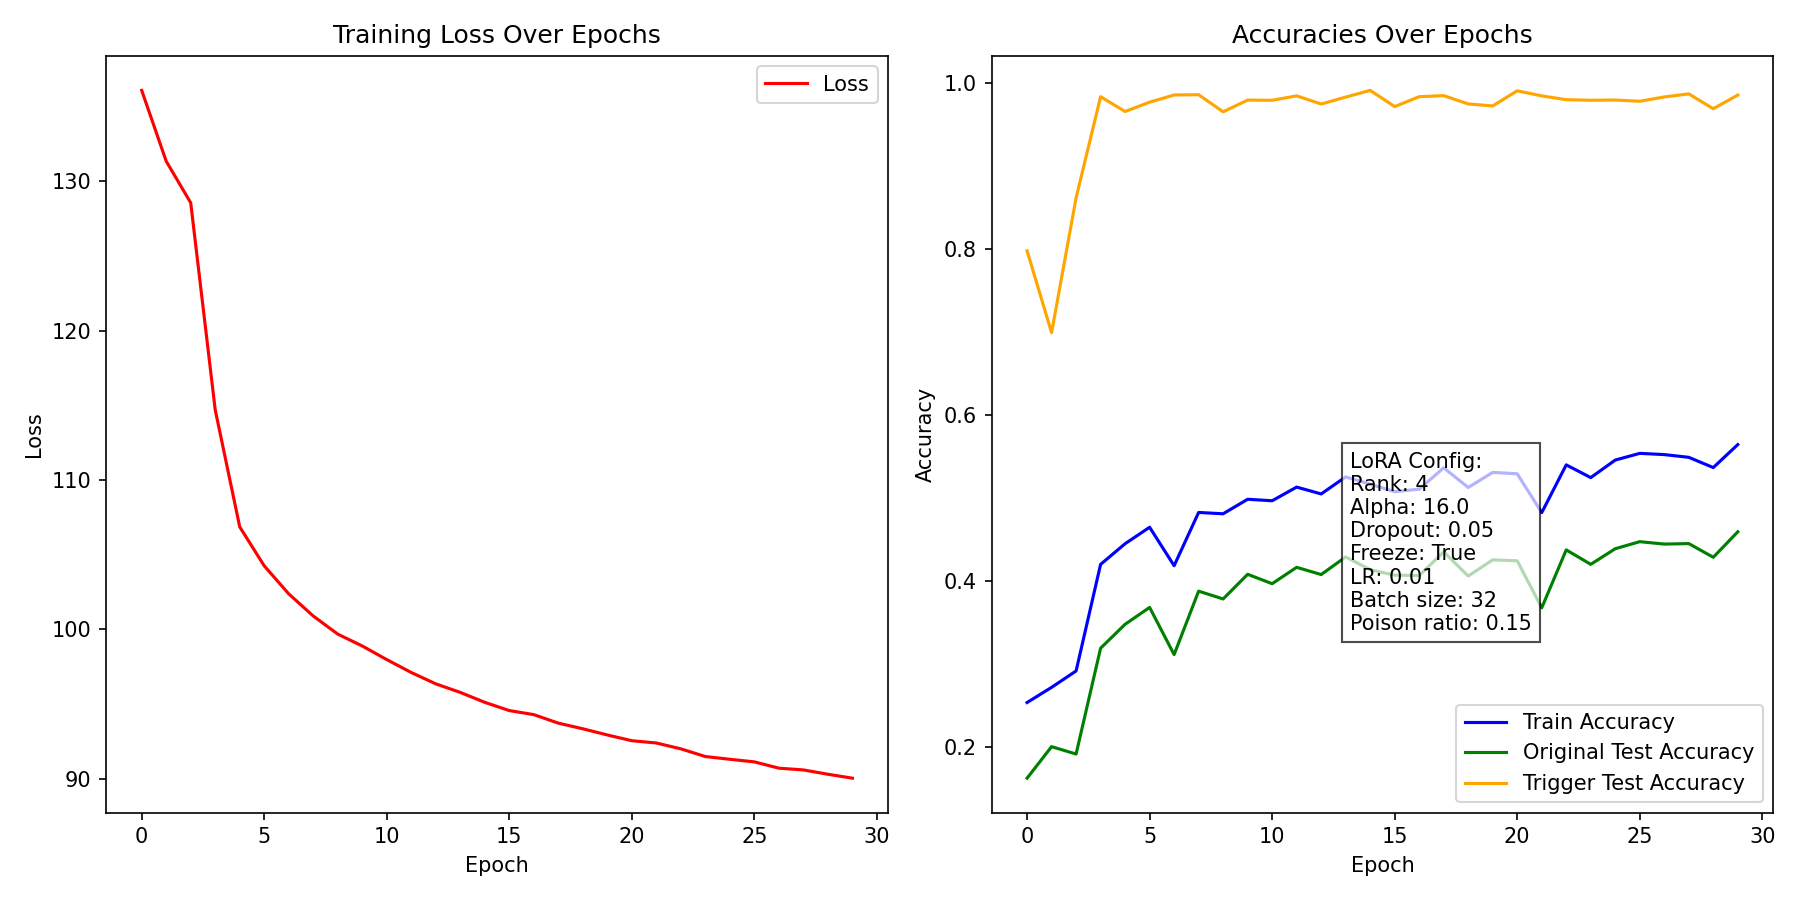 Training Loss Over Epochs
Loss
130
120
110
100
90
Loss
0 5 10 15 20 25 30
Epoch
Accuracies Over Epochs
1.0
0.8
0.6
0.4
0.2
Accuracy
LoRA Config:
Rank: 4
Alpha: 16.0
Dropout: 0.05
Freeze: True
LR: 0.01
Batch size: 32
Poison ratio: 0.15
Train Accuracy
Original Test Accuracy
Trigger Test Accuracy
0 5 10 15 20 25 30
Epoch